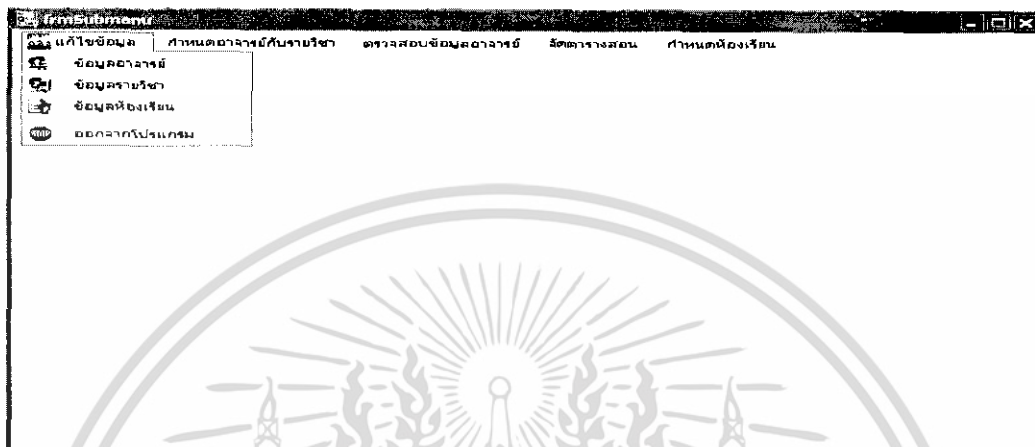 frmSubmenu
แก้ไขข้อมูล กำหนดอาจารย์กับรายวิชา ตรวจสอบข้อมูลอาจารย์ จัดตารางสอน กำหนดห้องเรียน
ข้อมูลอาจารย์
ข้อมูลรายวิชา
ข้อมูลห้องเรียน
ออกจากโปรแกรม